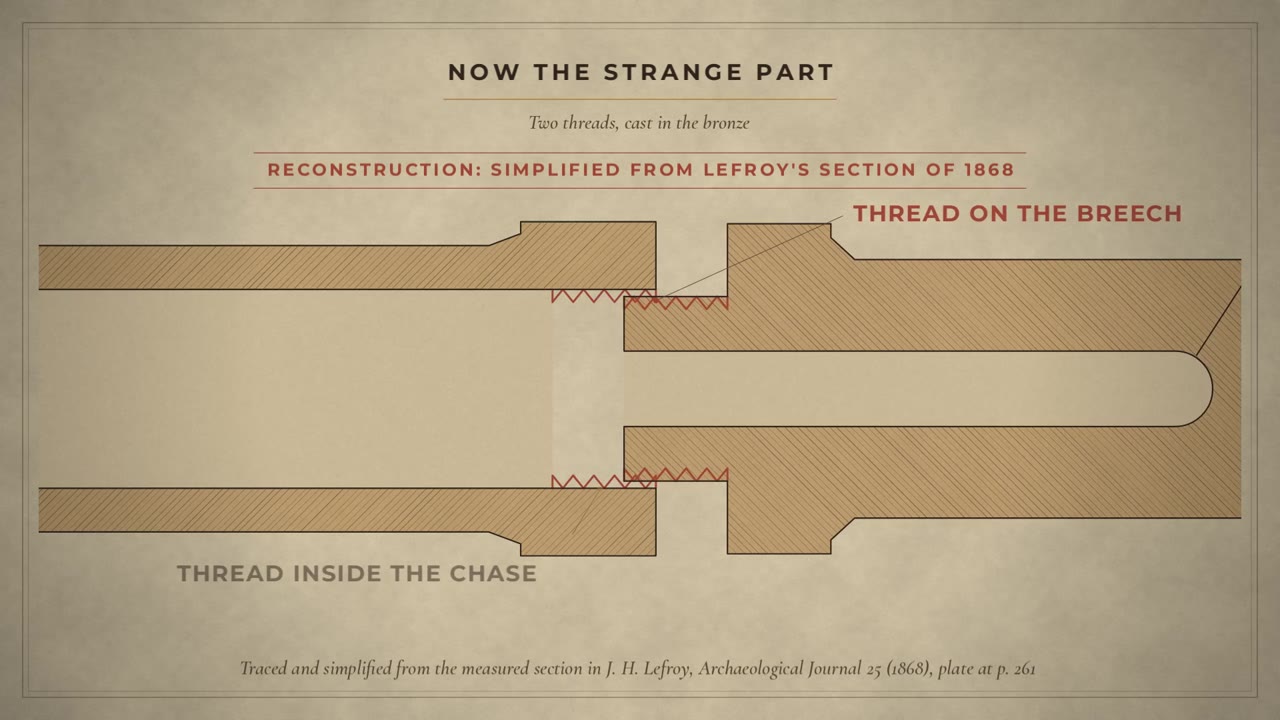 NOW THE STRANGE PART
Two threads, cast in the bronze
RECONSTRUCTION: SIMPLIFIED FROM LEFROY'S SECTION OF 1868
THREAD ON THE BREECH
THREAD INSIDE THE CHASE
Traced and simplified from the measured section in J. H. Lefroy, Archaeological Journal 25 (1868), plate at p. 261